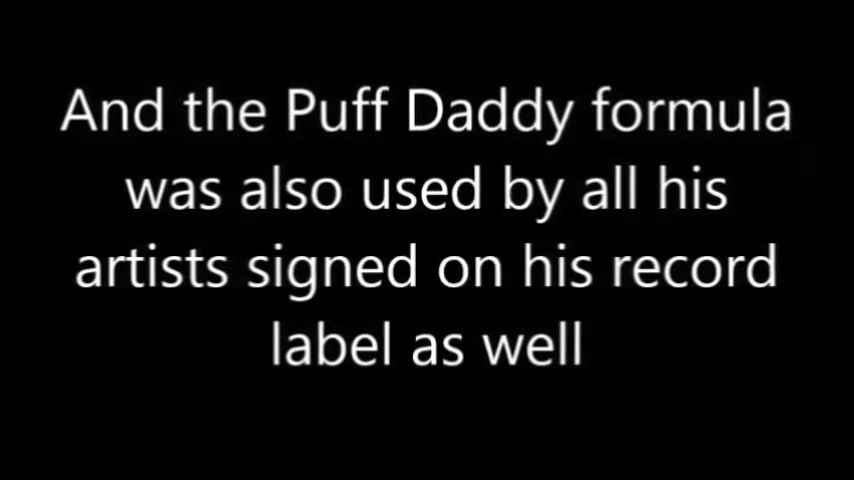 And the Puff Daddy formula
was also used by all his
artists signed on his record
label as well